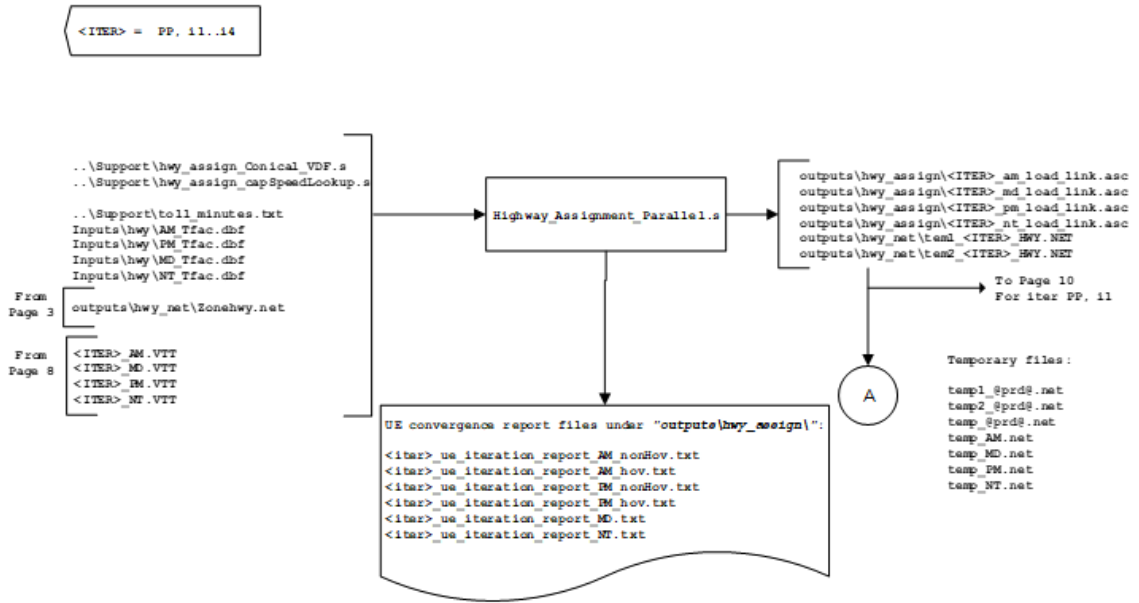 <ITER> = PP, i1..i4
..\Support\hwy_assign_Conical_VDF.s
..\Support\hwy_assign_capSpeedLookup.s
..\Support\toll_minutes.txt
Inputs\hwy\AM_Tfac.dbf
Inputs\hwy\PM_Tfac.dbf
Inputs\hwy\MD_Tfac.dbf
Inputs\hwy\NT_Tfac.dbf
From
Page 3
outputs\hwy_net\Zonehwy.net
From
Page 8
<ITER>_AM.VTT
<ITER>_MD.VTT
<ITER>_PM.VTT
<ITER>_NT.VTT
Highway_Assignment_Parallel.s
outputs\hwy_assign\<ITER>_am_load_link.asc
outputs\hwy_assign\<ITER>_md_load_link.asc
outputs\hwy_assign\<ITER>_pm_load_link.asc
outputs\hwy_assign\<ITER>_nt_load_link.asc
outputs\hwy_net\tem1_<ITER>_HWY.NET
outputs\hwy_net\tem2_<ITER>_HWY.NET
To Page 10
For iter PP, i1
A
Temporary files:
temp1_@prd@.net
temp2_@prd@.net
temp_@prd@.net
temp_AM.net
temp_MD.net
temp_PM.net
temp_NT.net
UE convergence report files under "outputs\hwy_assign\":
<iter>_ue_iteration_report_AM_nonHov.txt
<iter>_ue_iteration_report_AM_hov.txt
<iter>_ue_iteration_report_PM_nonHov.txt
<iter>_ue_iteration_report_PM_hov.txt
<iter>_ue_iteration_report_MD.txt
<iter>_ue_iteration_report_NT.txt